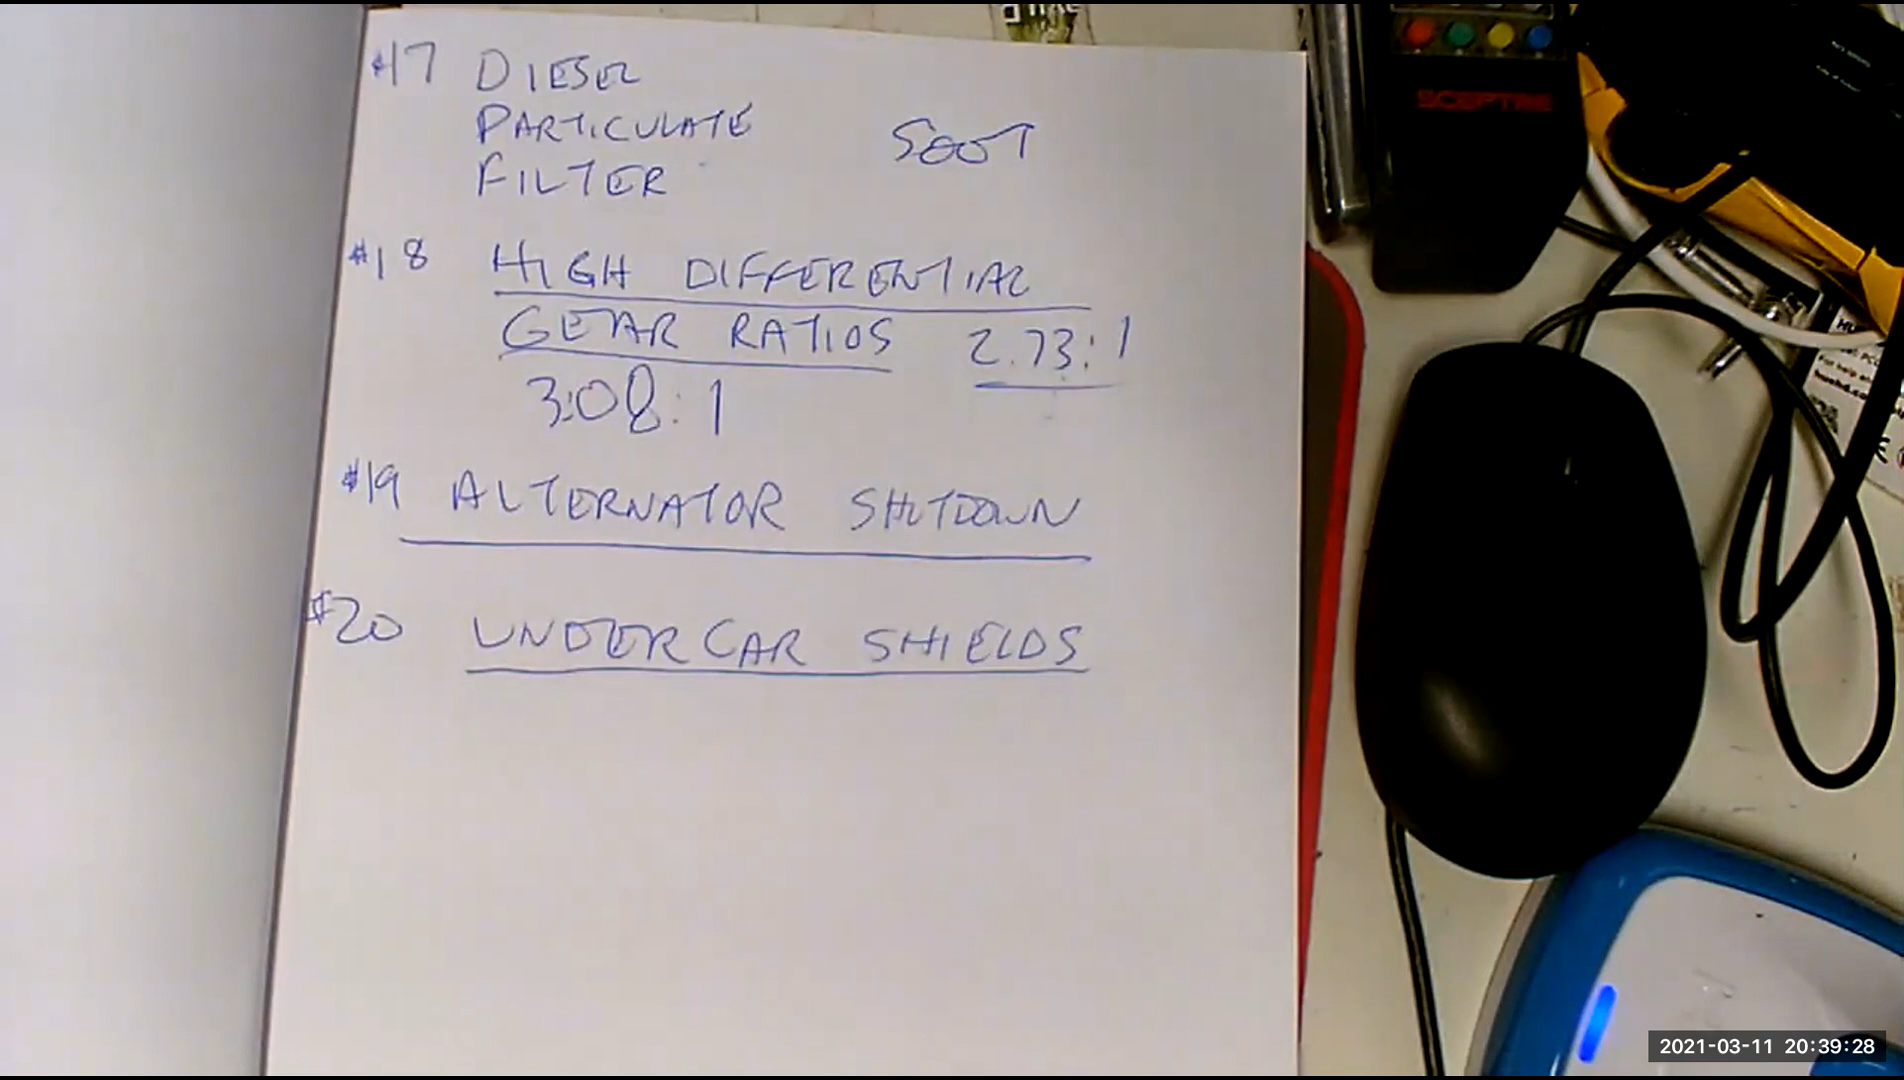 #17 DIESEL
PARTICULATE
FILTER
SOOT
#18 HIGH DIFFERENTIAL
GEAR RATIOS 2.73:1
3:08:1
#19 ALTERNATOR SHUTDOWN
#20 UNDERCAR SHIELDS
SCEPTRE
2021-03-11 20:39:28